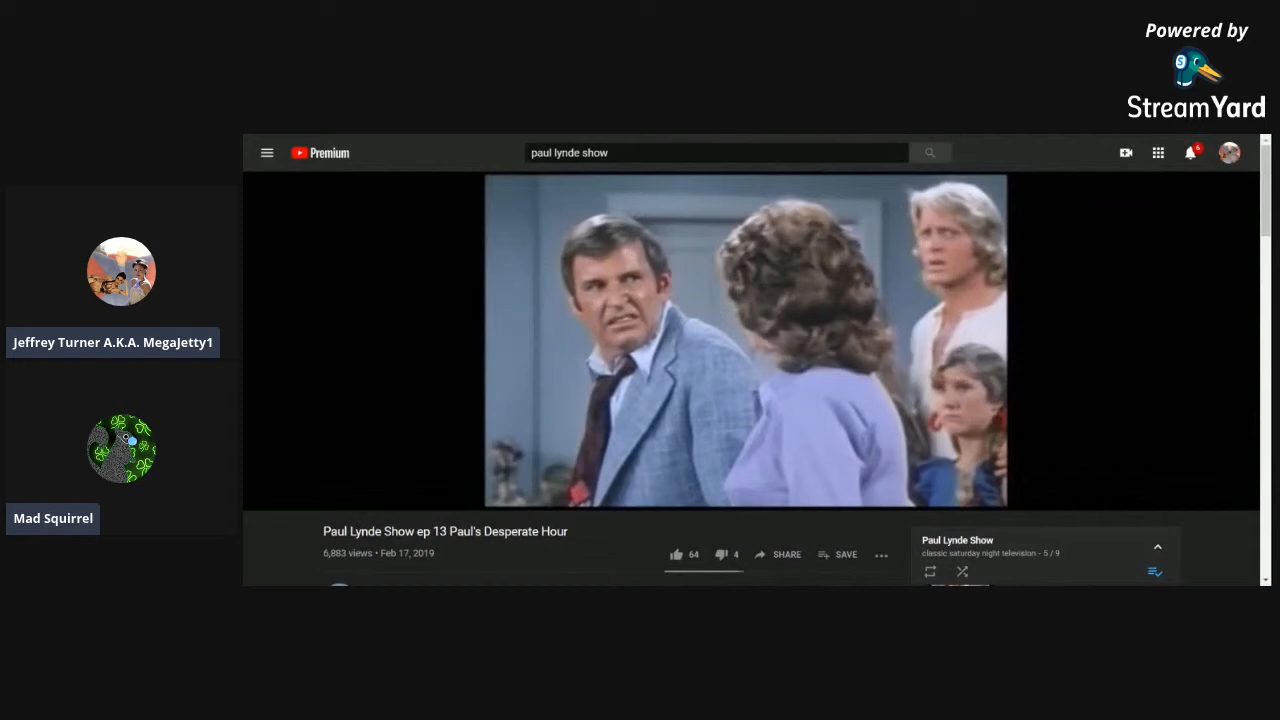 Powered by
StreamYard
Premium
paul lynde show
6
Jeffrey Turner A.K.A. MegaJetty1
Mad Squirrel
Paul Lynde Show ep 13 Paul's Desperate Hour
6,883 views • Feb 17, 2019
64
4
SHARE
SAVE
Paul Lynde Show
classic saturday night television - 5 / 9